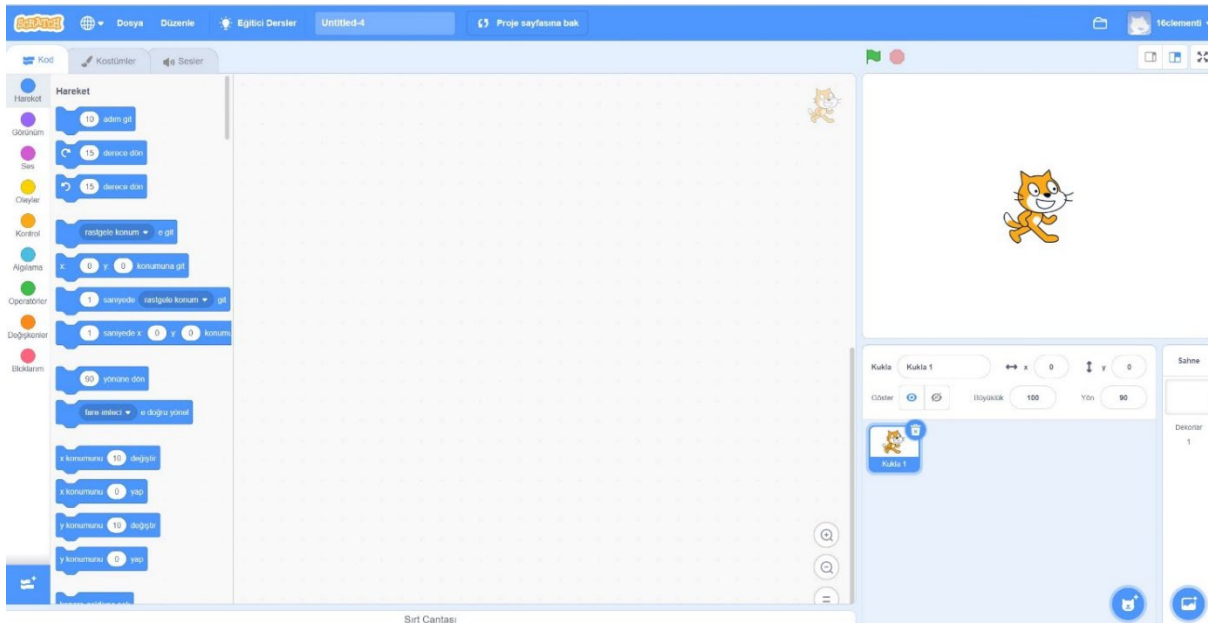 SCRATCH
Dosya
Düzenle
Eğitici Dersler
Untitled-4
Proje sayfasına bak
16clementi
Kod
Kostümler
Sesler
Hareket
Görünüm
Ses
Olaylar
Kontrol
Algılama
Operatörler
Değişkenler
Bloklarım
Hareket
10 adım git
15 derece dön
15 derece dön
rastgele konum e git
x: 0 y: 0 konumuna git
1 saniyede rastgele konum git
1 saniyede x: 0 y: 0 konumu
90 yönüne dön
fare imleci e doğru yönel
x konumunu 10 değiştir
x konumunu 0 yap
y konumunu 10 değiştir
y konumunu 0 yap
Sırt Çantası
Kukla Kukla 1 x 0 y 0
Göster Büyüklük 100 Yön 90
Kukla 1
Sahne
Dekorlar
1